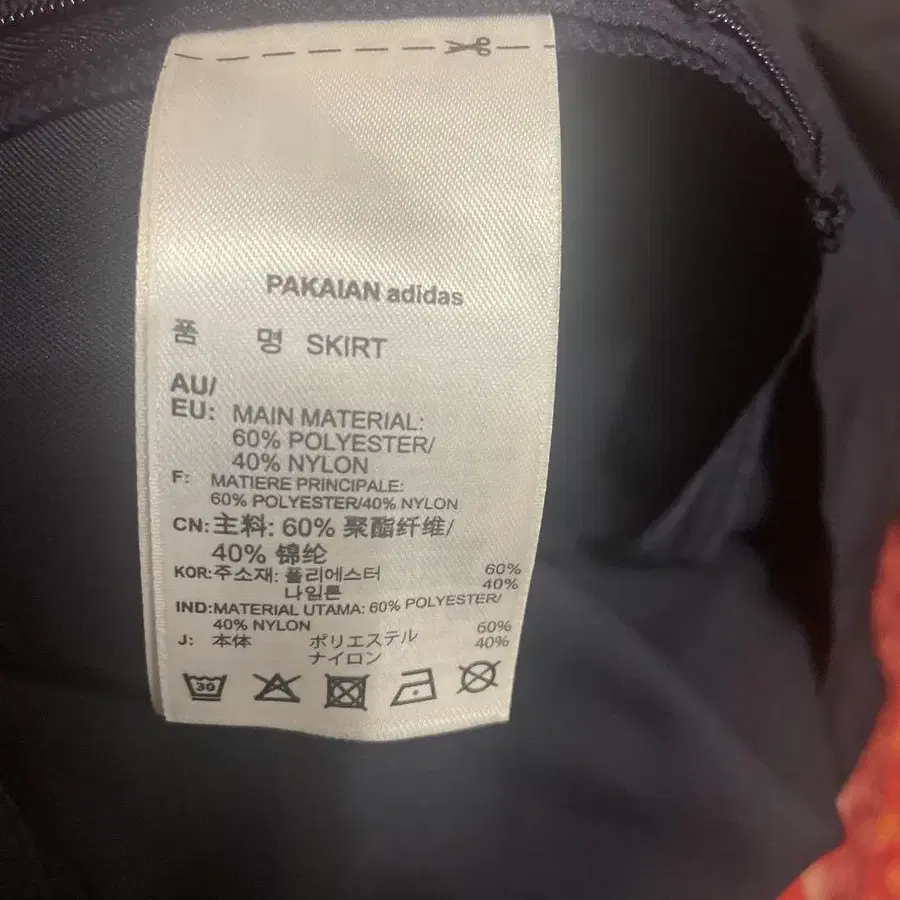 PAKAIAN adidas
품 명 SKIRT
AU/
EU: MAIN MATERIAL:
60% POLYESTER/
40% NYLON
F: MATIERE PRINCIPALE:
60% POLYESTER/40% NYLON
CN:主料: 60% 聚酯纤维/
40% 锦纶
KOR:주소재: 폴리에스터 60%
나일론 40%
IND:MATERIAL UTAMA: 60% POLYESTER/
40% NYLON
J: 本体 ポリエステル 60%
ナイロン 40%
30